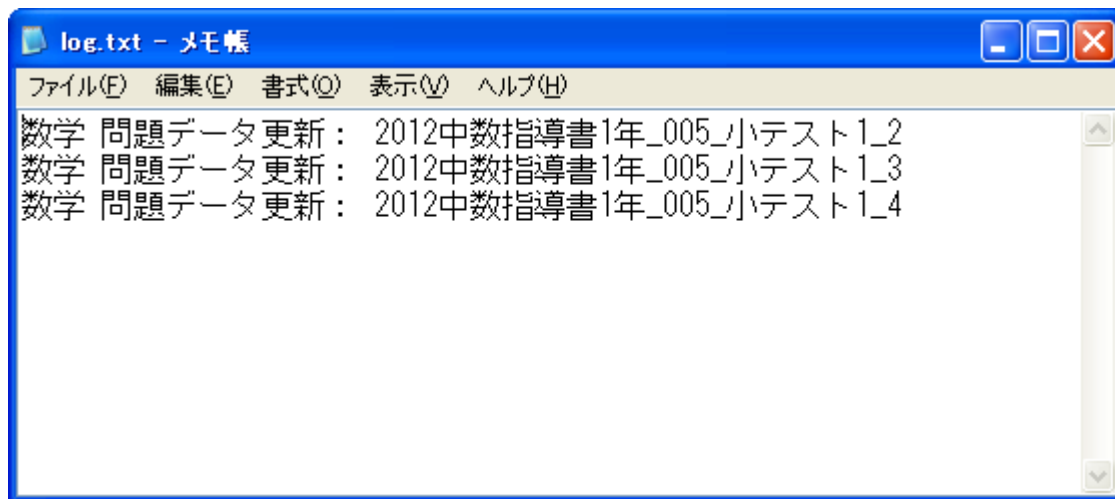 log.txt - メモ帳
ファイル(F) 編集(E) 書式(O) 表示(V) ヘルプ(H)
数学 問題データ更新： 2012中数指導書1年_005_小テスト1_2
数学 問題データ更新： 2012中数指導書1年_005_小テスト1_3
数学 問題データ更新： 2012中数指導書1年_005_小テスト1_4